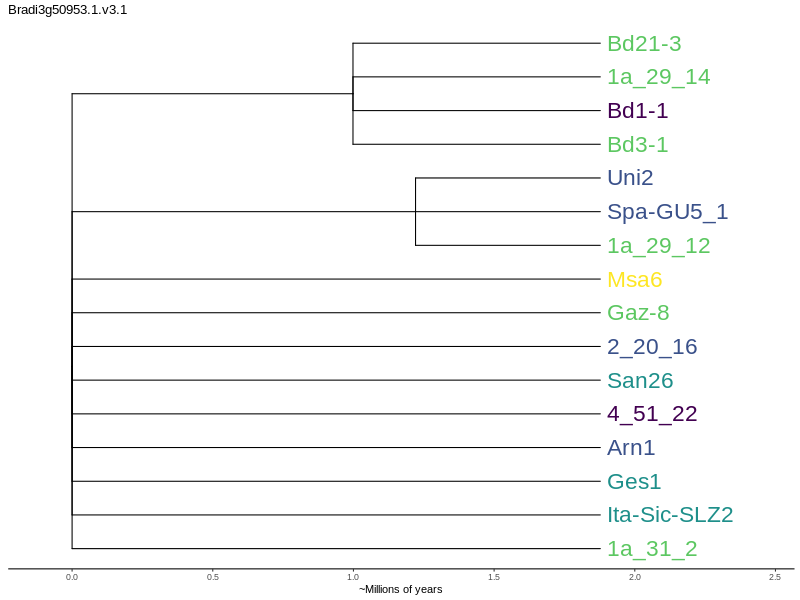 Bradi3g50953.1.v3.1
Bd21-3
1a_29_14
Bd1-1
Bd3-1
Uni2
Spa-GU5_1
1a_29_12
Msa6
Gaz-8
2_20_16
San26
4_51_22
Arn1
Ges1
Ita-Sic-SLZ2
1a_31_2
0.0 0.5 1.0 1.5 2.0 2.5
~Millions of years